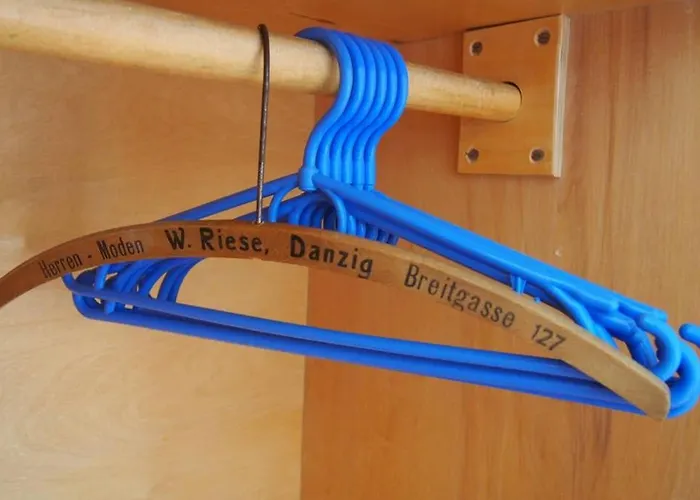 Herren - Moden W. Riese, Danzig Breitgasse 127